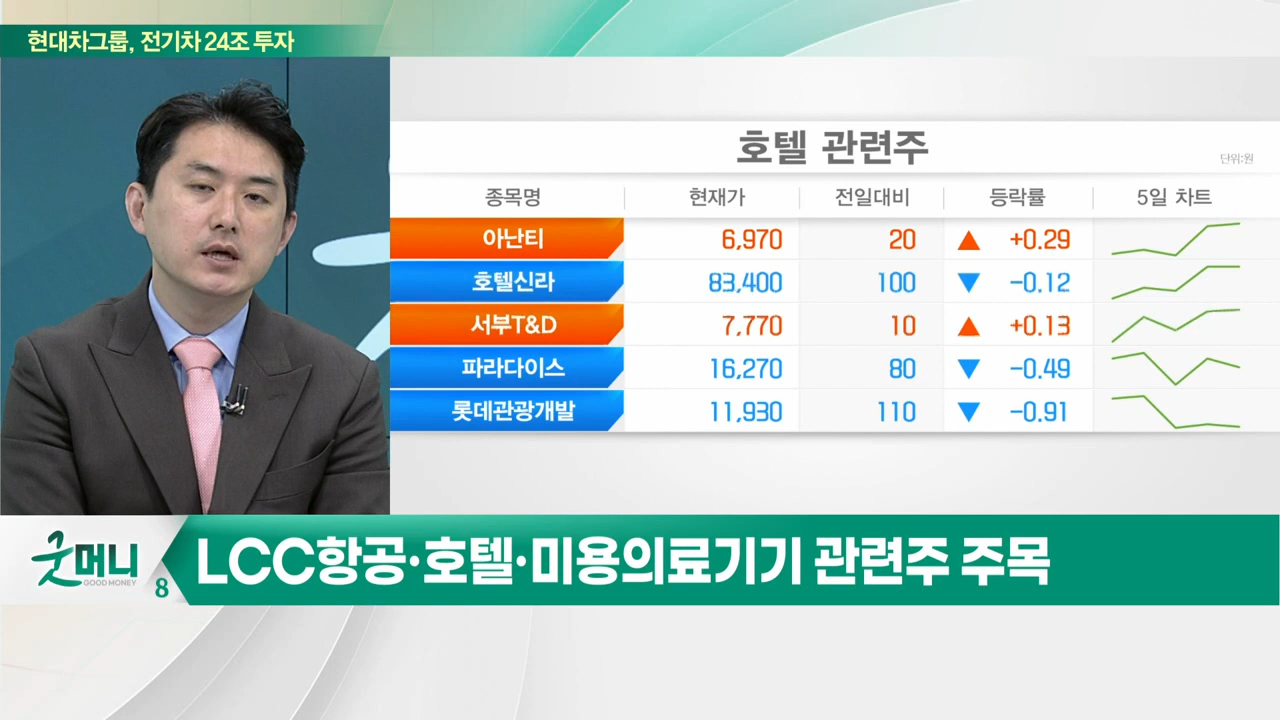 현대차그룹, 전기차 24조 투자
호텔 관련주
단위:원
종목명 현재가 전일대비 등락률 5일 차트
아난티 6,970 20 ▲ +0.29
호텔신라 83,400 100 ▼ -0.12
서부T&D 7,770 10 ▲ +0.13
파라다이스 16,270 80 ▼ -0.49
롯데관광개발 11,930 110 ▼ -0.91
굿머니
GOOD MONEY
8
LCC항공·호텔·미용의료기기 관련주 주목